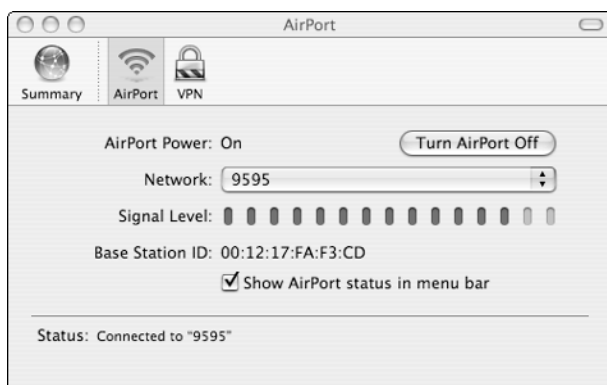 AirPort
Summary AirPort VPN
AirPort Power: On Turn AirPort Off
Network: 9595
Signal Level:
Base Station ID: 00:12:17:FA:F3:CD
Show AirPort status in menu bar
Status: Connected to "9595"